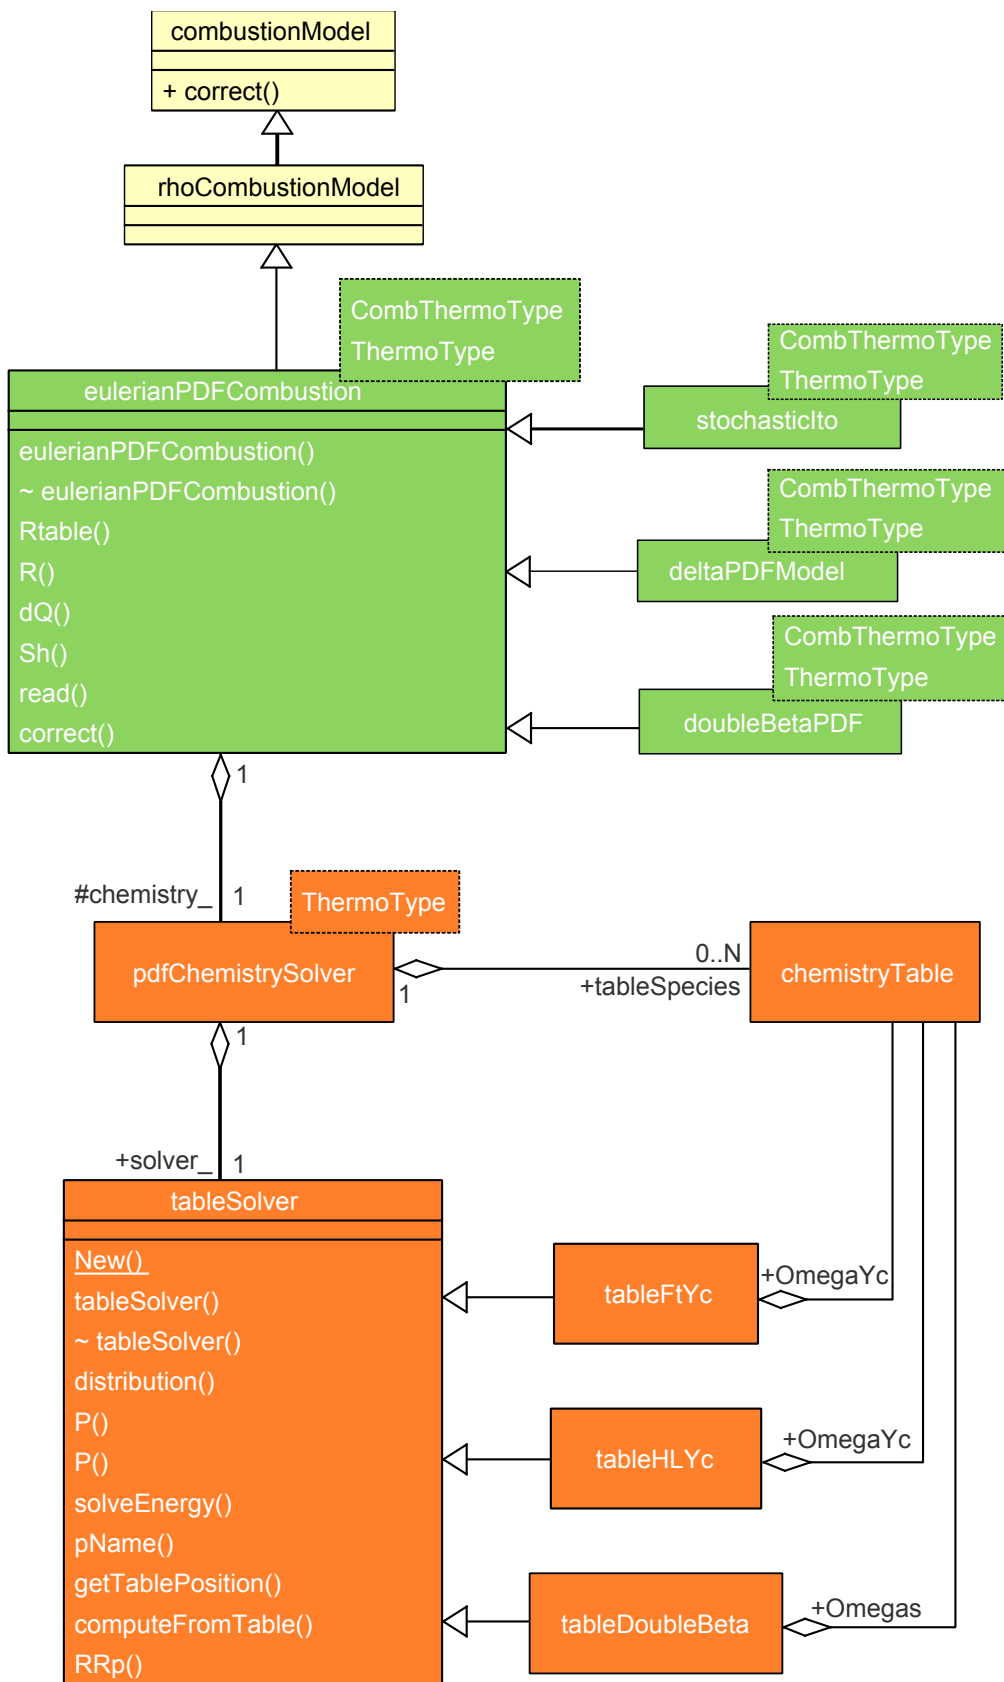 combustionModel
+ correct()
rhoCombustionModel
CombThermoType
ThermoType
eulerianPDFCombustion
eulerianPDFCombustion()
~ eulerianPDFCombustion()
Rtable()
R()
dQ()
Sh()
read()
correct()
CombThermoType
ThermoType
stochasticIto
CombThermoType
ThermoType
deltaPDFModel
CombThermoType
ThermoType
doubleBetaPDF
1
#chemistry_ 1
ThermoType
pdfChemistrySolver
1
0..N
+tableSpecies
chemistryTable
1
+solver_ 1
tableSolver
New()
tableSolver()
~ tableSolver()
distribution()
P()
P()
solveEnergy()
pName()
getTablePosition()
computeFromTable()
RRp()
tableFtYc
+OmegaYc
tableHLYc
+OmegaYc
tableDoubleBeta
+Omegas